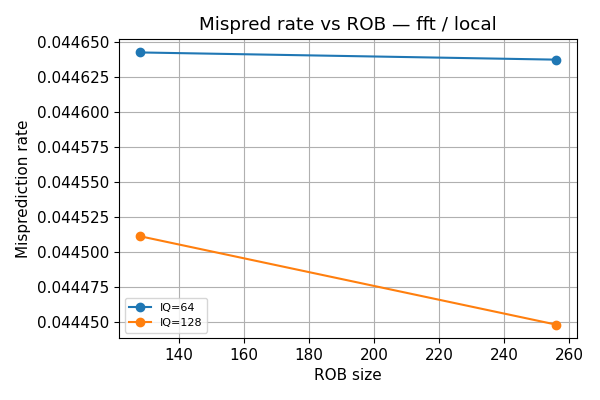 Mispred rate vs ROB — fft / local
Misprediction rate
0.044650
0.044625
0.044600
0.044575
0.044550
0.044525
0.044500
0.044475
0.044450
IQ=64
IQ=128
140 160 180 200 220 240 260
ROB size